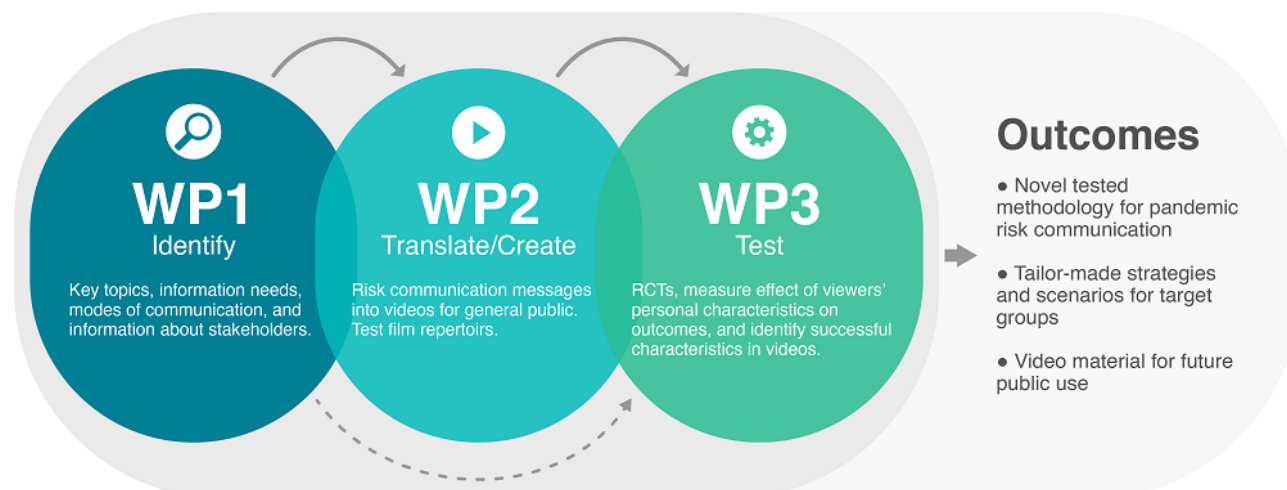 WP1
Identify
Key topics, information needs,
modes of communication, and
information about stakeholders.
WP2
Translate/Create
Risk communication messages
into videos for general public.
Test film repertoirs.
WP3
Test
RCTs, measure effect of viewers’
personal characteristics on
outcomes, and identify successful
characteristics in videos.
Outcomes
● Novel tested
methodology for pandemic
risk communication
● Tailor-made strategies
and scenarios for target
groups
● Video material for future
public use